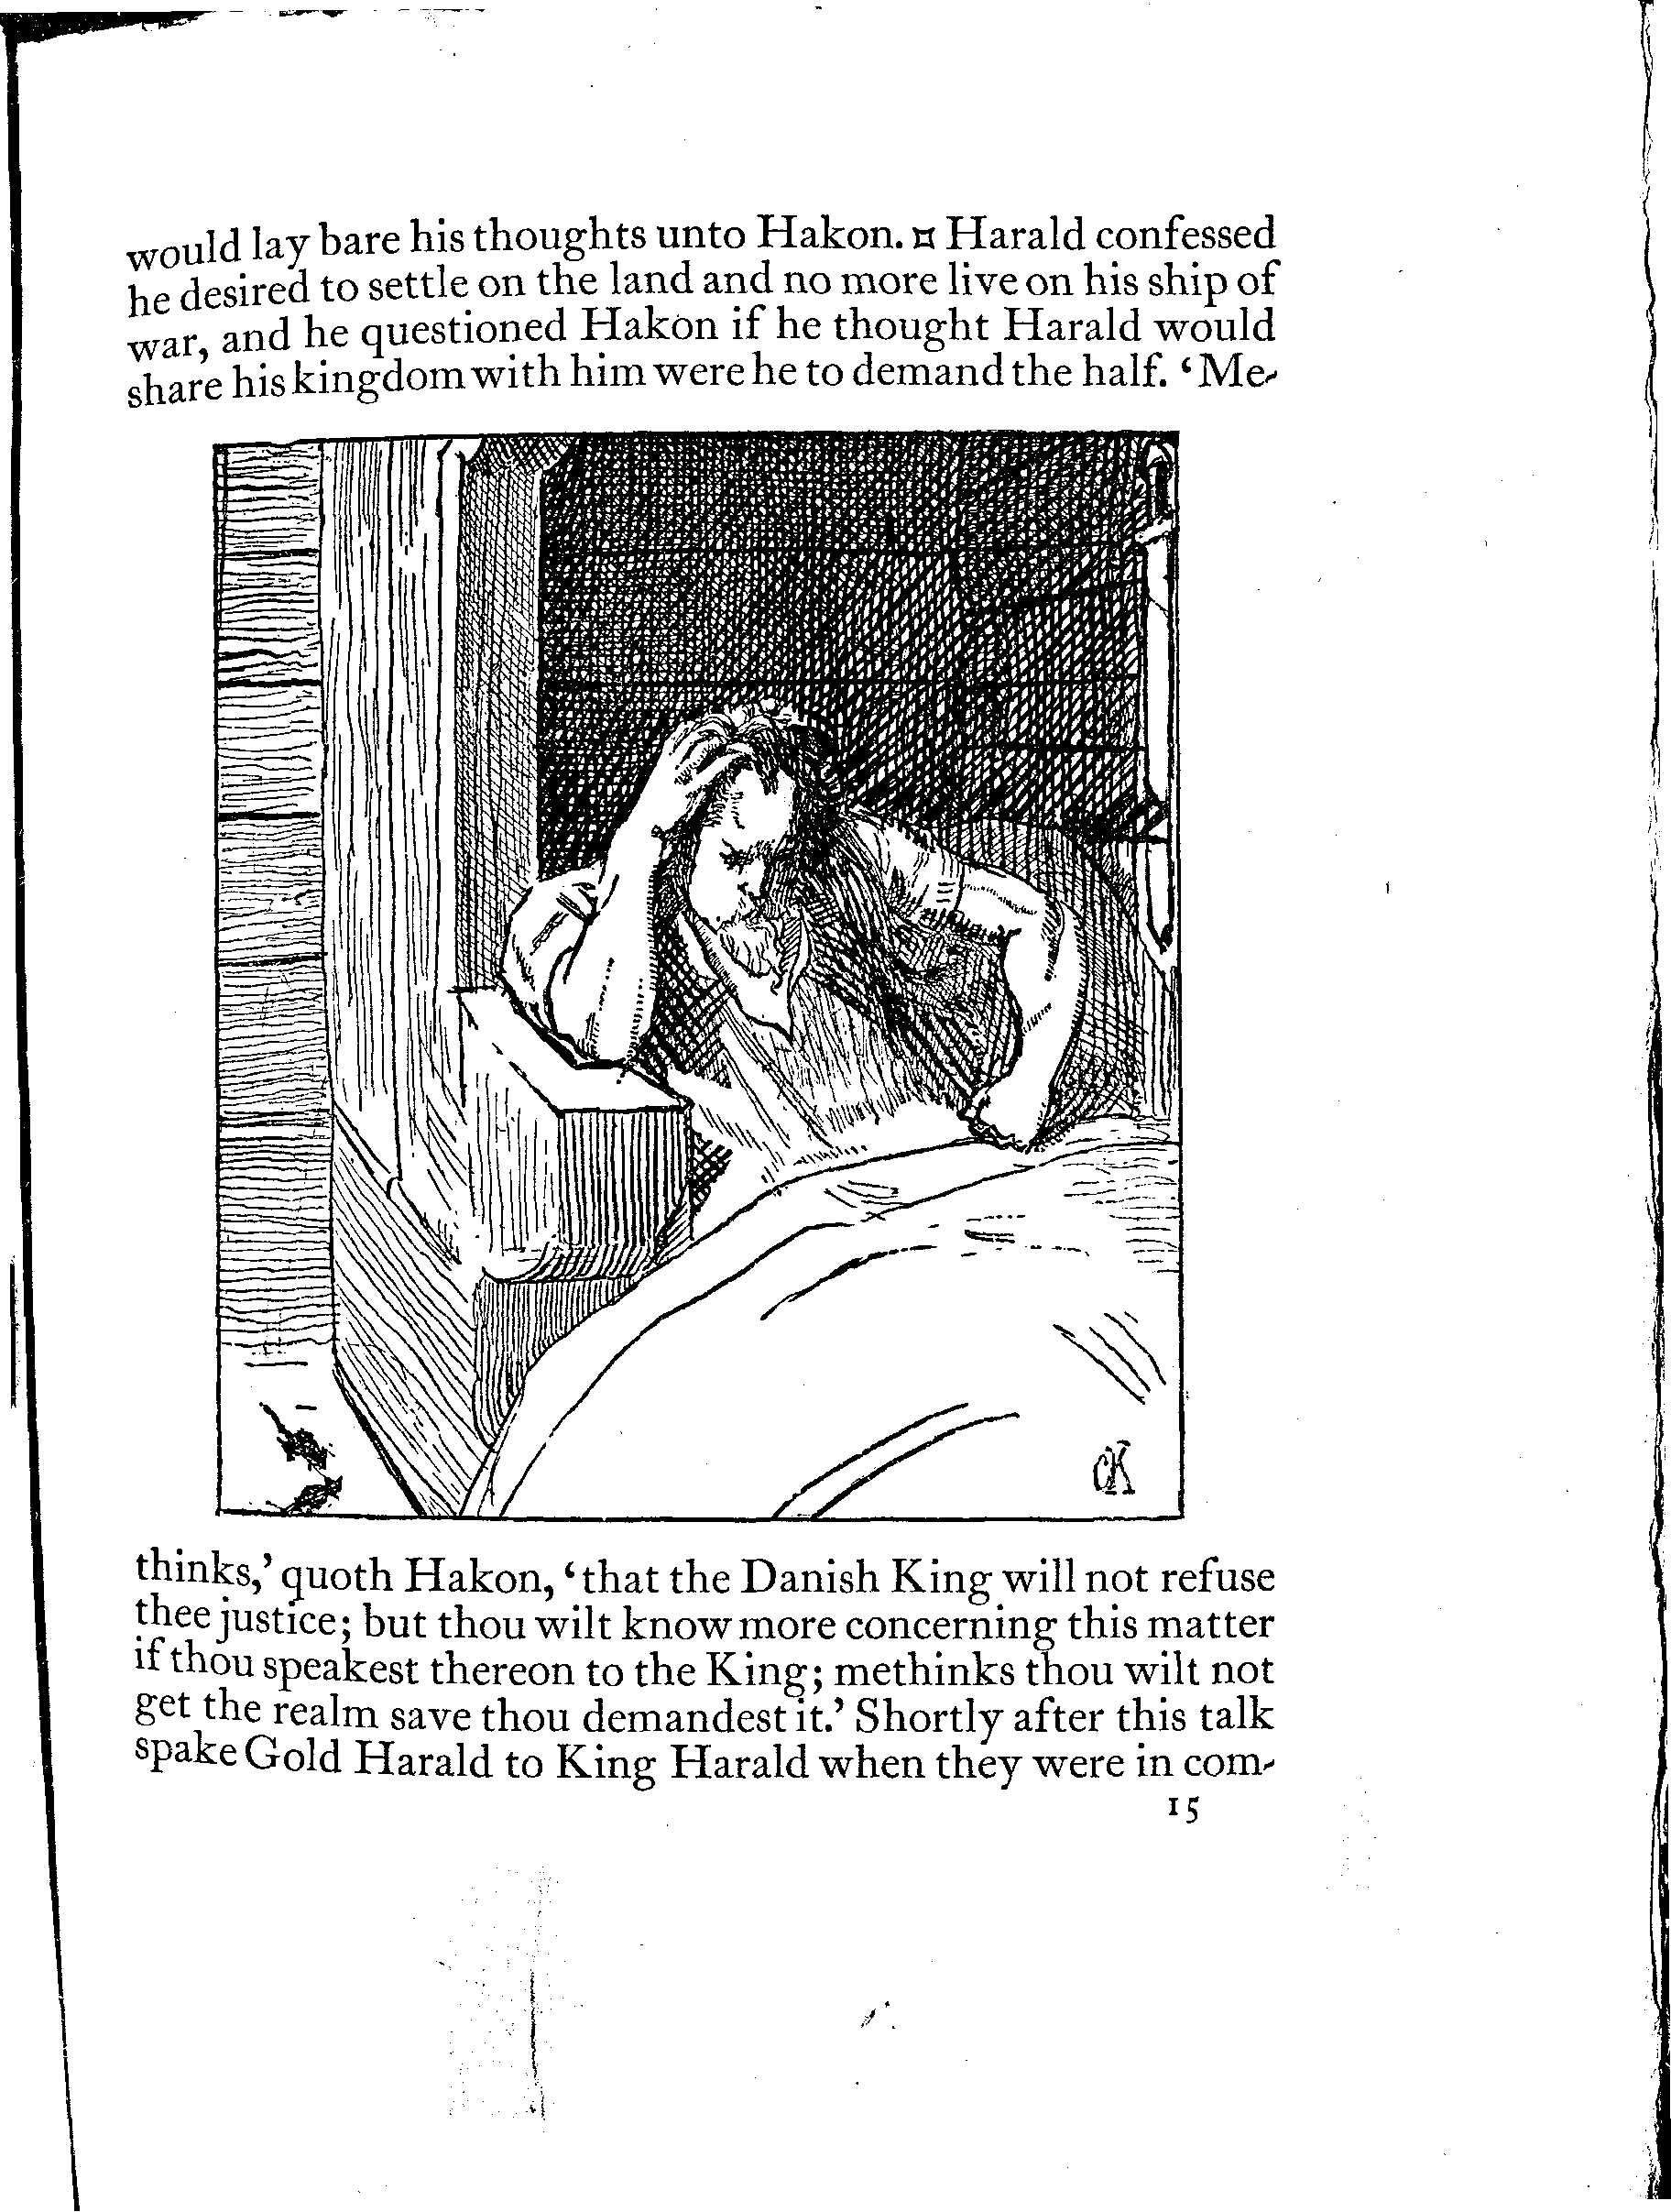 would lay bare his thoughts unto Hakon. ¤ Harald confessed
he desired to settle on the land and no more live on his ship of
war, and he questioned Hakon if he thought Harald would
share his kingdom with him were he to demand the half. ‘Me-
CK
thinks,’ quoth Hakon, ‘that the Danish King will not refuse
thee justice; but thou wilt know more concerning this matter
if thou speakest thereon to the King; methinks thou wilt not
get the realm save thou demandest it.’ Shortly after this talk
spake Gold Harald to King Harald when they were in com-
15